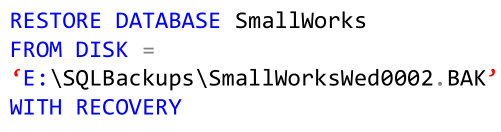 RESTORE DATABASE SmallWorks
FROM DISK =
‘E:\SQLBackups\SmallWorksWed0002.BAK’
WITH RECOVERY